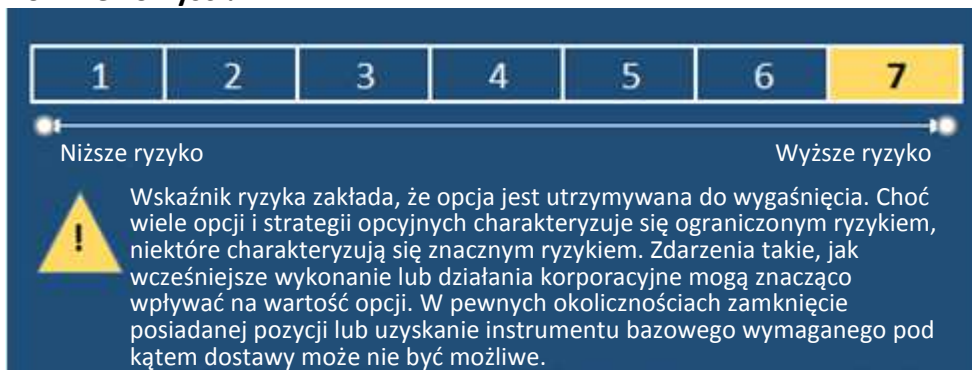 1 2 3 4 5 6 7
Niższe ryzyko Wyższe ryzyko
! Wskaźnik ryzyka zakłada, że opcja jest utrzymywana do wygaśnięcia. Choć
wiele opcji i strategii opcyjnych charakteryzuje się ograniczonym ryzykiem,
niektóre charakteryzują się znacznym ryzykiem. Zdarzenia takie, jak
wcześniejsze wykonanie lub działania korporacyjne mogą znacząco
wpływać na wartość opcji. W pewnych okolicznościach zamknięcie
posiadanej pozycji lub uzyskanie instrumentu bazowego wymaganego pod
kątem dostawy może nie być możliwe.